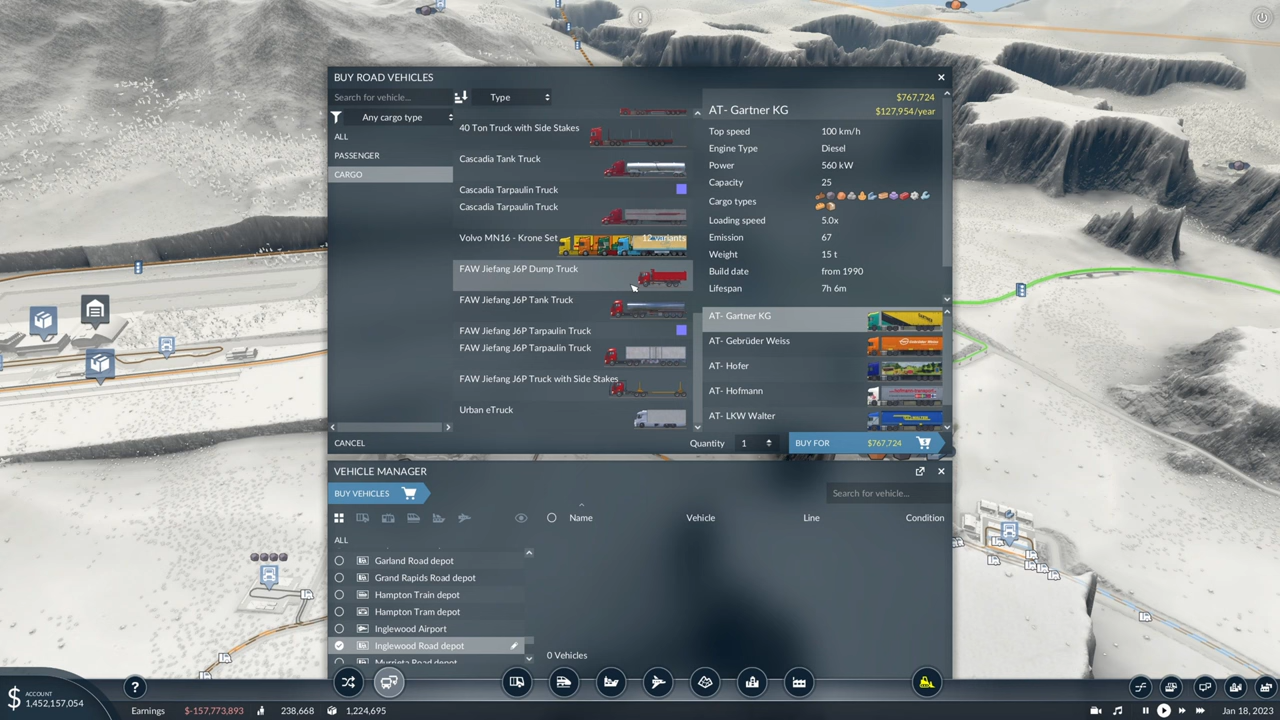 BUY ROAD VEHICLES
Search for vehicle...
Type
Any cargo type
ALL
PASSENGER
CARGO
40 Ton Truck with Side Stakes
Cascadia Tank Truck
Cascadia Tarpaulin Truck
Cascadia Tarpaulin Truck
Volvo MN16 - Krone Set
12 variants
FAW Jiefang J6P Dump Truck
FAW Jiefang J6P Tank Truck
FAW Jiefang J6P Tarpaulin Truck
FAW Jiefang J6P Tarpaulin Truck
FAW Jiefang J6P Truck with Side Stakes
Urban eTruck
$767,724
AT- Gartner KG
$127,954/year
Top speed 100 km/h
Engine Type Diesel
Power 560 kW
Capacity 25
Cargo types
Loading speed 5.0x
Emission 67
Weight 15 t
Build date from 1990
Lifespan 7h 6m
AT- Gartner KG
AT- Gebrüder Weiss
AT- Hofer
AT- Hofmann
AT- LKW Walter
CANCEL
Quantity 1
BUY FOR $767,724
VEHICLE MANAGER
BUY VEHICLES
Search for vehicle...
Name Vehicle Line Condition
ALL
Garland Road depot
Grand Rapids Road depot
Hampton Train depot
Hampton Tram depot
Inglewood Airport
Inglewood Road depot
Murrieta Road depot
0 Vehicles
$ ACCOUNT
1,452,157,054
?
Earnings $-157,773,893 238,668 1,224,695
Jan 18, 2023